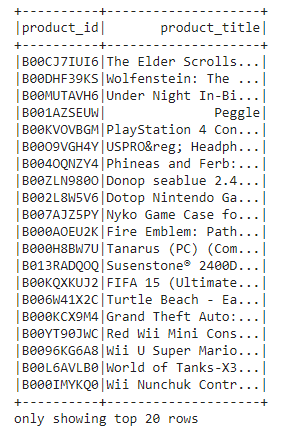 +----------+--------------------+
|product_id|       product_title|
+----------+--------------------+
|B00CJ7IUI6|The Elder Scrolls...|
|B00DHF39KS|Wolfenstein: The ...|
|B00MUTAVH6|Under Night In-Bi...|
|B001AZSEUW|              Peggle|
|B00KVOVBGM|PlayStation 4 Con...|
|B00O9VGH4Y|USPRO&reg; Headph...|
|B004OQNZY4|Phineas and Ferb:...|
|B00ZLN980O|Donop seablue 2.4...|
|B002L8W5V6|Dotop Nintendo Ga...|
|B007AJZ5PY|Nyko Game Case fo...|
|B000AOEU2K|Fire Emblem: Path...|
|B000H8BW7U|Tanarus (PC) (Com...|
|B013RADQOQ|Susenstone® 2400D...|
|B00KQXKUJ2|FIFA 15 (Ultimate...|
|B006W41X2C|Turtle Beach - Ea...|
|B000KCX9M4|Grand Theft Auto:...|
|B00YT90JWC|Red Wii Mini Cons...|
|B0096KG6A8|Wii U Super Mario...|
|B00L6AVLB0|World of Tanks-X3...|
|B000IMYKQ0|Wii Nunchuk Contr...|
+----------+--------------------+
only showing top 20 rows